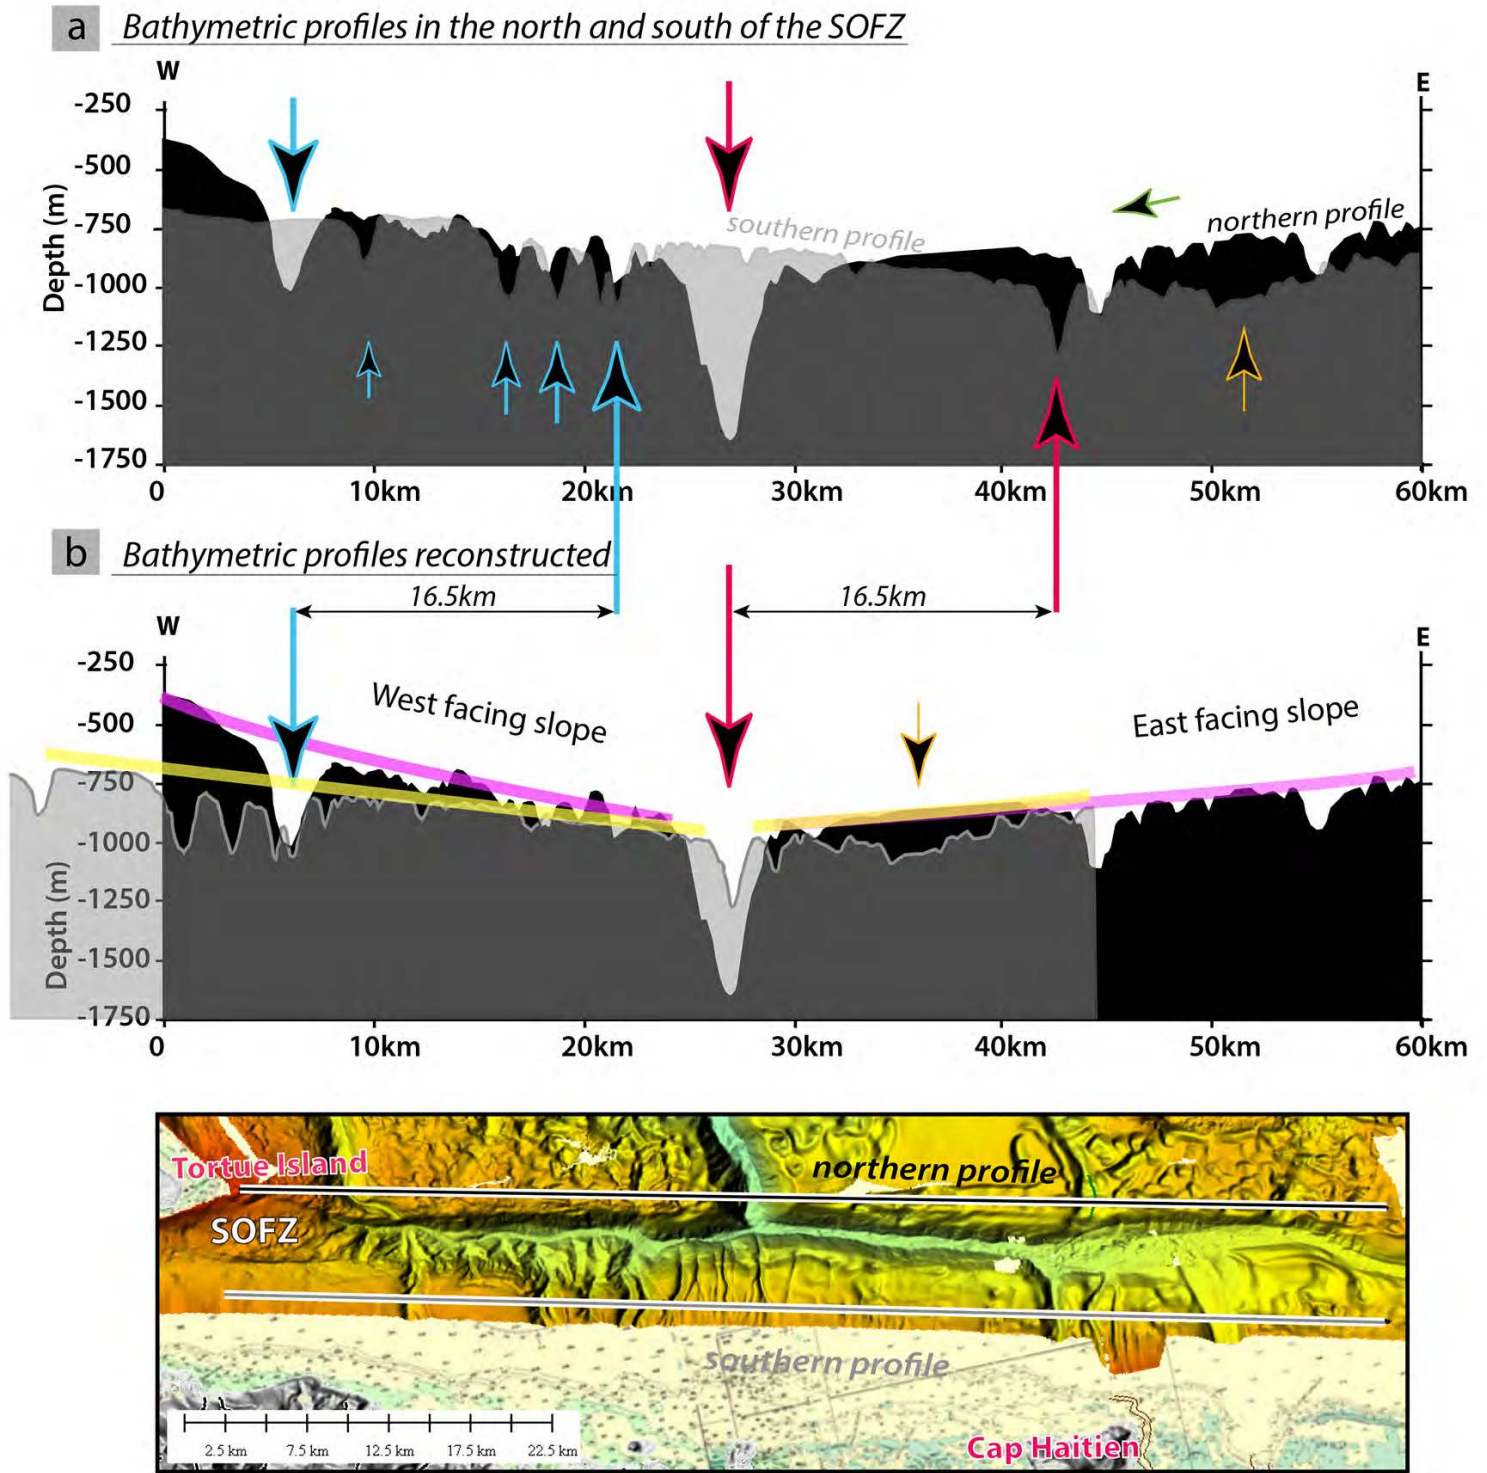 a Bathymetric profiles in the north and south of the SOFZ
W
E
-250
-500
-750
-1000
-1250
-1500
-1750
Depth (m)
southern profile
northern profile
0 10km 20km 30km 40km 50km 60km
b Bathymetric profiles reconstructed
16.5km 16.5km
W
E
-250
-500
-750
-1000
-1250
-1500
-1750
Depth (m)
West facing slope
East facing slope
0 10km 20km 30km 40km 50km 60km
Tortue Island
northern profile
SOFZ
southern profile
Cap Haitien
2.5 km 7.5 km 12.5 km 17.5 km 22.5 km